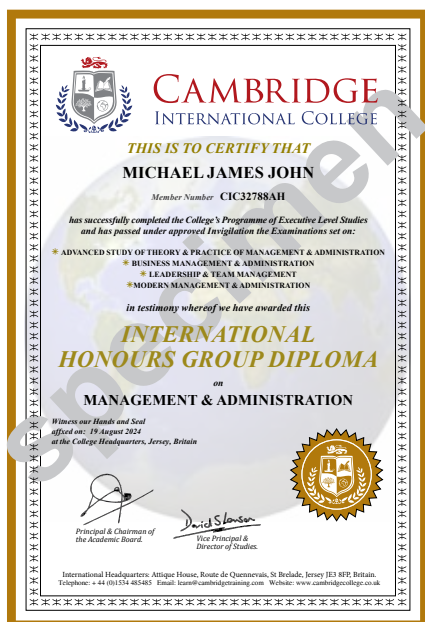 CAMBRIDGE
INTERNATIONAL COLLEGE
THIS IS TO CERTIFY THAT
MICHAEL JAMES JOHN
Member Number CIC32788AH
has successfully completed the College's Programme of Executive Level Studies
and has passed under approved Invigilation the Examinations set on:
✴ ADVANCED STUDY OF THEORY & PRACTICE OF MANAGEMENT & ADMINISTRATION
✴ BUSINESS MANAGEMENT & ADMINISTRATION
✴ LEADERSHIP & TEAM MANAGEMENT
✴MODERN MANAGEMENT & ADMINISTRATION
in testimony whereof we have awarded this
INTERNATIONAL
HONOURS GROUP DIPLOMA
on
MANAGEMENT & ADMINISTRATION
Witness our Hands and Seal
affixed on: 19 August 2024
at the College Headquarters, Jersey, Britain
specimen
Principal & Chairman of
the Academic Board.
Vice Principal &
Director of Studies.
International Headquarters: Attique House, Route de Quennevais, St Brelade, Jersey JE3 8FP, Britain.
Telephone: + 44 (0)1534 485485 Email: learn@cambridgetraining.com Website: www.cambridgecollege.co.uk